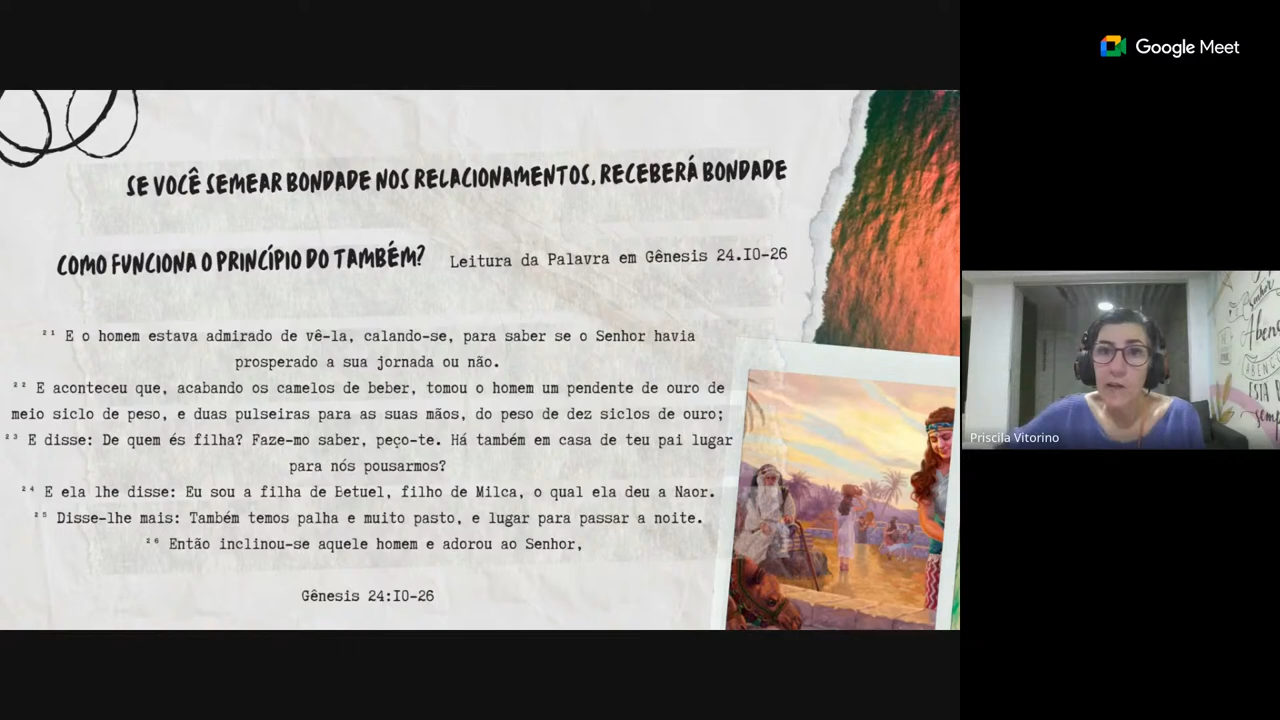 Google Meet
SE VOCÊ SEMEAR BONDADE NOS RELACIONAMENTOS, RECEBERÁ BONDADE
COMO FUNCIONA O PRINCÍPIO DO TAMBÉM? Leitura da Palavra em Gênesis 24.10-26
²¹ E o homem estava admirado de vê-la, calando-se, para saber se o Senhor havia
prosperado a sua jornada ou não.
²² E aconteceu que, acabando os camelos de beber, tomou o homem um pendente de ouro de
meio siclo de peso, e duas pulseiras para as suas mãos, do peso de dez siclos de ouro;
²³ E disse: De quem és filha? Faze-mo saber, peço-te. Há também em casa de teu pai lugar
para nós pousarmos?
²⁴ E ela lhe disse: Eu sou a filha de Betuel, filho de Milca, o qual ela deu a Naor.
²⁵ Disse-lhe mais: Também temos palha e muito pasto, e lugar para passar a noite.
²⁶ Então inclinou-se aquele homem e adorou ao Senhor,
Gênesis 24:10-26
Priscila Vitorino